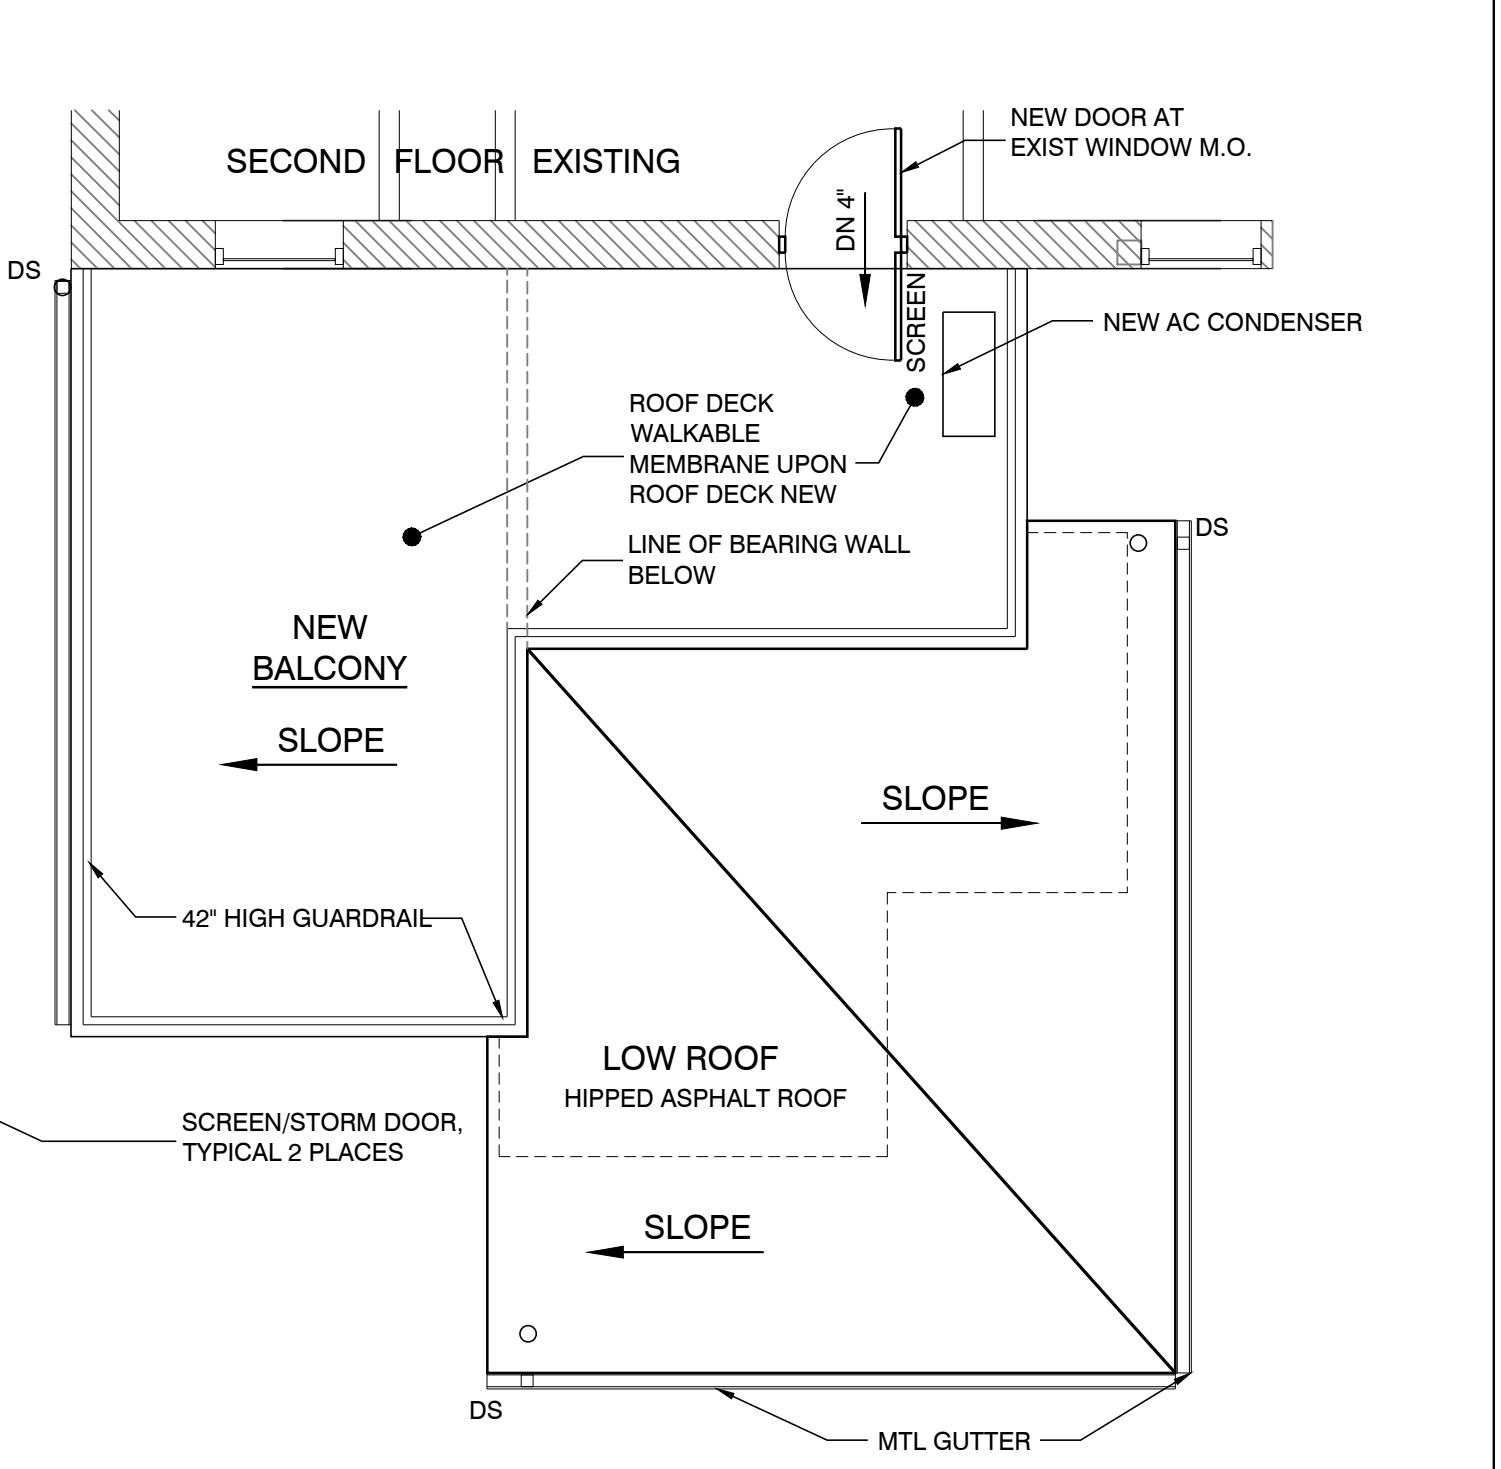 NEW DOOR AT
EXIST WINDOW M.O.
SECOND FLOOR EXISTING
DN 4"
DS
SCREEN
NEW AC CONDENSER
ROOF DECK
WALKABLE
MEMBRANE UPON
ROOF DECK NEW
DS
LINE OF BEARING WALL
BELOW
NEW
BALCONY
SLOPE
SLOPE
42" HIGH GUARDRAIL
LOW ROOF
HIPPED ASPHALT ROOF
SCREEN/STORM DOOR,
TYPICAL 2 PLACES
SLOPE
DS
MTL GUTTER